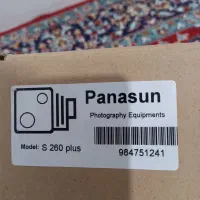 Panasun
Photography Equipments
Model: S 260 plus
984751241